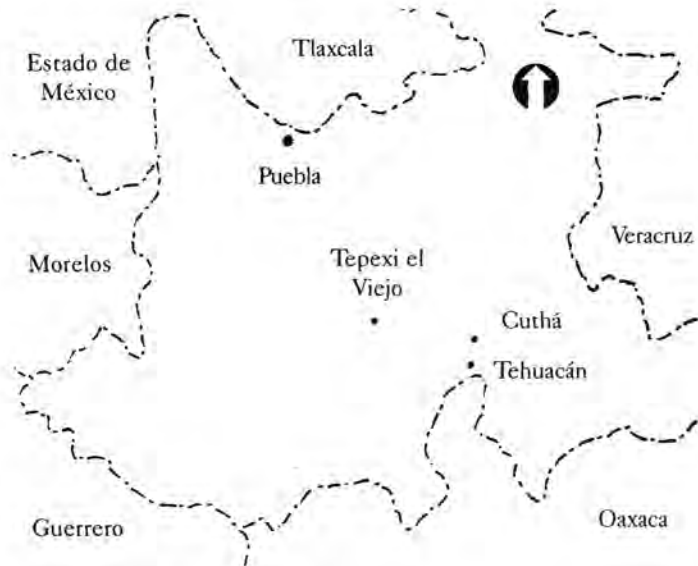 Tlaxcala
Estado de
México
Puebla
Morelos
Tepexi el
Viejo
Veracruz
Cuthá
Tehuacán
Guerrero
Oaxaca